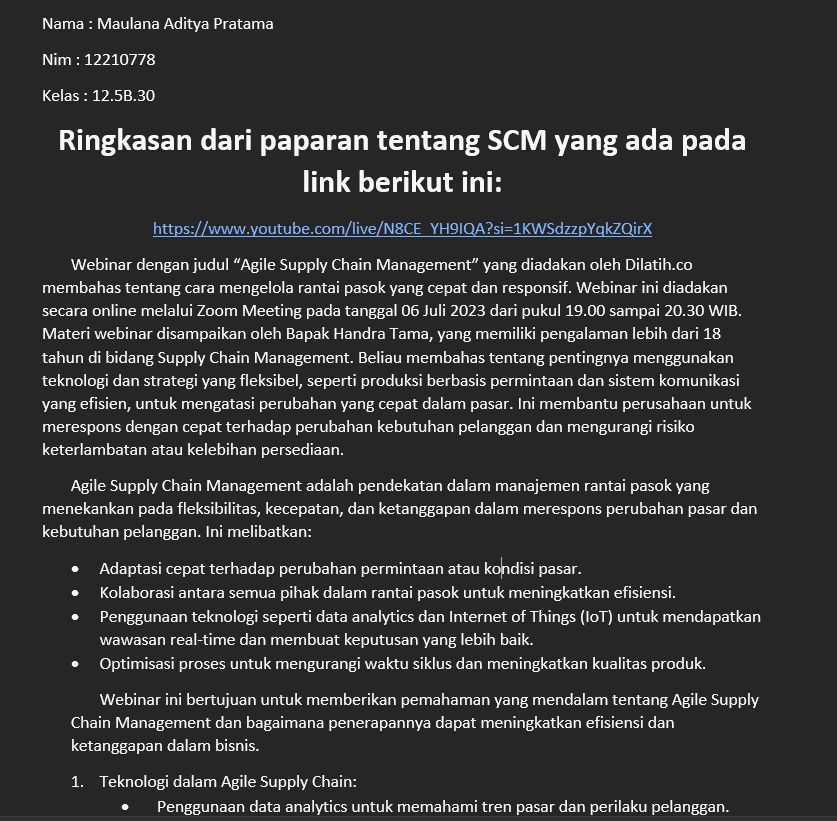 Nama : Maulana Aditya Pratama
Nim : 12210778
Kelas : 12.5B.30
Ringkasan dari paparan tentang SCM yang ada pada
link berikut ini:
https://www.youtube.com/live/N8CE_YH9IQA?si=1KWSdzzpYqkZQirX
Webinar dengan judul “Agile Supply Chain Management” yang diadakan oleh Dilatih.co
membahas tentang cara mengelola rantai pasok yang cepat dan responsif. Webinar ini diadakan
secara online melalui Zoom Meeting pada tanggal 06 Juli 2023 dari pukul 19.00 sampai 20.30 WIB.
Materi webinar disampaikan oleh Bapak Handra Tama, yang memiliki pengalaman lebih dari 18
tahun di bidang Supply Chain Management. Beliau membahas tentang pentingnya menggunakan
teknologi dan strategi yang fleksibel, seperti produksi berbasis permintaan dan sistem komunikasi
yang efisien, untuk mengatasi perubahan yang cepat dalam pasar. Ini membantu perusahaan untuk
merespons dengan cepat terhadap perubahan kebutuhan pelanggan dan mengurangi risiko
keterlambatan atau kelebihan persediaan.
Agile Supply Chain Management adalah pendekatan dalam manajemen rantai pasok yang
menekankan pada fleksibilitas, kecepatan, dan ketanggapan dalam merespons perubahan pasar dan
kebutuhan pelanggan. Ini melibatkan:
• Adaptasi cepat terhadap perubahan permintaan atau kondisi pasar.
• Kolaborasi antara semua pihak dalam rantai pasok untuk meningkatkan efisiensi.
• Penggunaan teknologi seperti data analytics dan Internet of Things (IoT) untuk mendapatkan
wawasan real-time dan membuat keputusan yang lebih baik.
• Optimisasi proses untuk mengurangi waktu siklus dan meningkatkan kualitas produk.
Webinar ini bertujuan untuk memberikan pemahaman yang mendalam tentang Agile Supply
Chain Management dan bagaimana penerapannya dapat meningkatkan efisiensi dan
ketanggapan dalam bisnis.
1. Teknologi dalam Agile Supply Chain:
• Penggunaan data analytics untuk memahami tren pasar dan perilaku pelanggan.